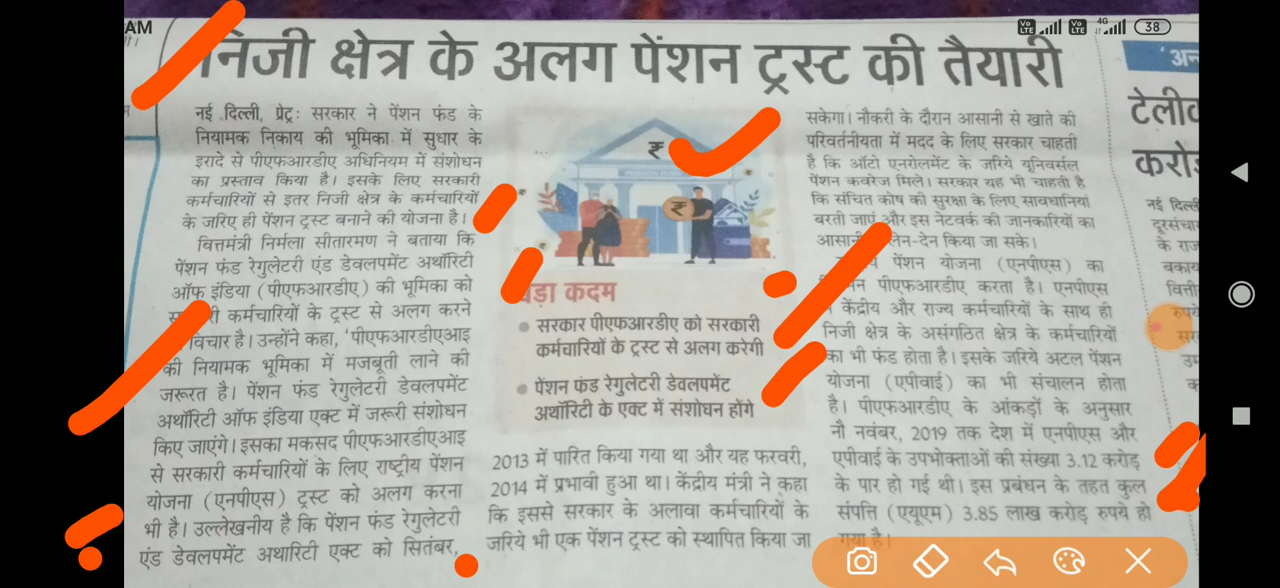 AM
4G
38
निजी क्षेत्र के अलग पेंशन ट्रस्ट की तैयारी
नई दिल्ली, प्रेट्र: सरकार ने पेंशन फंड के
नियामक निकाय की भूमिका में सुधार के
इरादे से पीएफआरडीए अधिनियम में संशोधन
का प्रस्ताव किया है। इसके लिए सरकारी
कर्मचारियों से इतर निजी क्षेत्र के कर्मचारियों
के जरिए ही पेंशन ट्रस्ट बनाने की योजना है।
वित्तमंत्री निर्मला सीतारमण ने बताया कि
पेंशन फंड रेगुलेटरी एंड डेवलपमेंट अथॉरिटी
ऑफ इंडिया (पीएफआरडीए) की भूमिका को
कर्मचारियों के ट्रस्ट से अलग करने
विचार है। उन्होंने कहा, 'पीएफआरडीएआइ
की नियामक भूमिका में मजबूती लाने की
जरूरत है। पेंशन फंड रेगुलेटरी डेवलपमेंट
अथॉरिटी ऑफ इंडिया एक्ट में जरूरी संशोधन
किए जाएंगे। इसका मकसद पीएफआरडीएआइ
से सरकारी कर्मचारियों के लिए राष्ट्रीय पेंशन
योजना (एनपीएस) ट्रस्ट को अलग करना
भी है। उल्लेखनीय है कि पेंशन फंड रेगुलेटरी
एंड डेवलपमेंट अथारिटी एक्ट को सितंबर,
₹
₹
कदम
सरकार पीएफआरडीए को सरकारी
कर्मचारियों के ट्रस्ट से अलग करेगी
पेंशन फंड रेगुलेटरी डेवलपमेंट
अथॉरिटी के एक्ट में संशोधन होंगे
2013 में पारित किया गया था और यह फरवरी,
2014 में प्रभावी हुआ था। केंद्रीय मंत्री ने कहा
कि इससे सरकार के अलावा कर्मचारियों के
जरिये भी एक पेंशन ट्रस्ट को स्थापित किया जा
सकेगा। नौकरी के दौरान आसानी से खाते की
परिवर्तनीयता में मदद के लिए सरकार चाहती
है कि ऑटो एनरोलमेंट के जरिये यूनिवर्सल
पेंशन कवरेज मिले। सरकार यह भी चाहती है
कि संचित कोष की सुरक्षा के लिए सावधानियां
बरती जाएं और इस नेटवर्क की जानकारियों का
लेन-देन किया जा सके।
पेंशन योजना (एनपीएस) का
पीएफआरडीए करता है। एनपीएस
केंद्रीय और राज्य कर्मचारियों के साथ ही
निजी क्षेत्र के असंगठित क्षेत्र के कर्मचारियों
का भी फंड होता है। इसके जरिये अटल पेंशन
योजना (एपीवाई) का भी संचालन होता
है। पीएफआरडीए के आंकड़ों के अनुसार
नौ नवंबर, 2019 तक देश में एनपीएस और
एपीवाई के उपभोक्ताओं की संख्या 3.12 करोड़
के पार हो गई थी। इस प्रबंधन के तहत कुल
संपत्ति (एयूएम) 3.85 लाख करोड़ रुपये हो
गया है।
नई दिल्ली
के राज